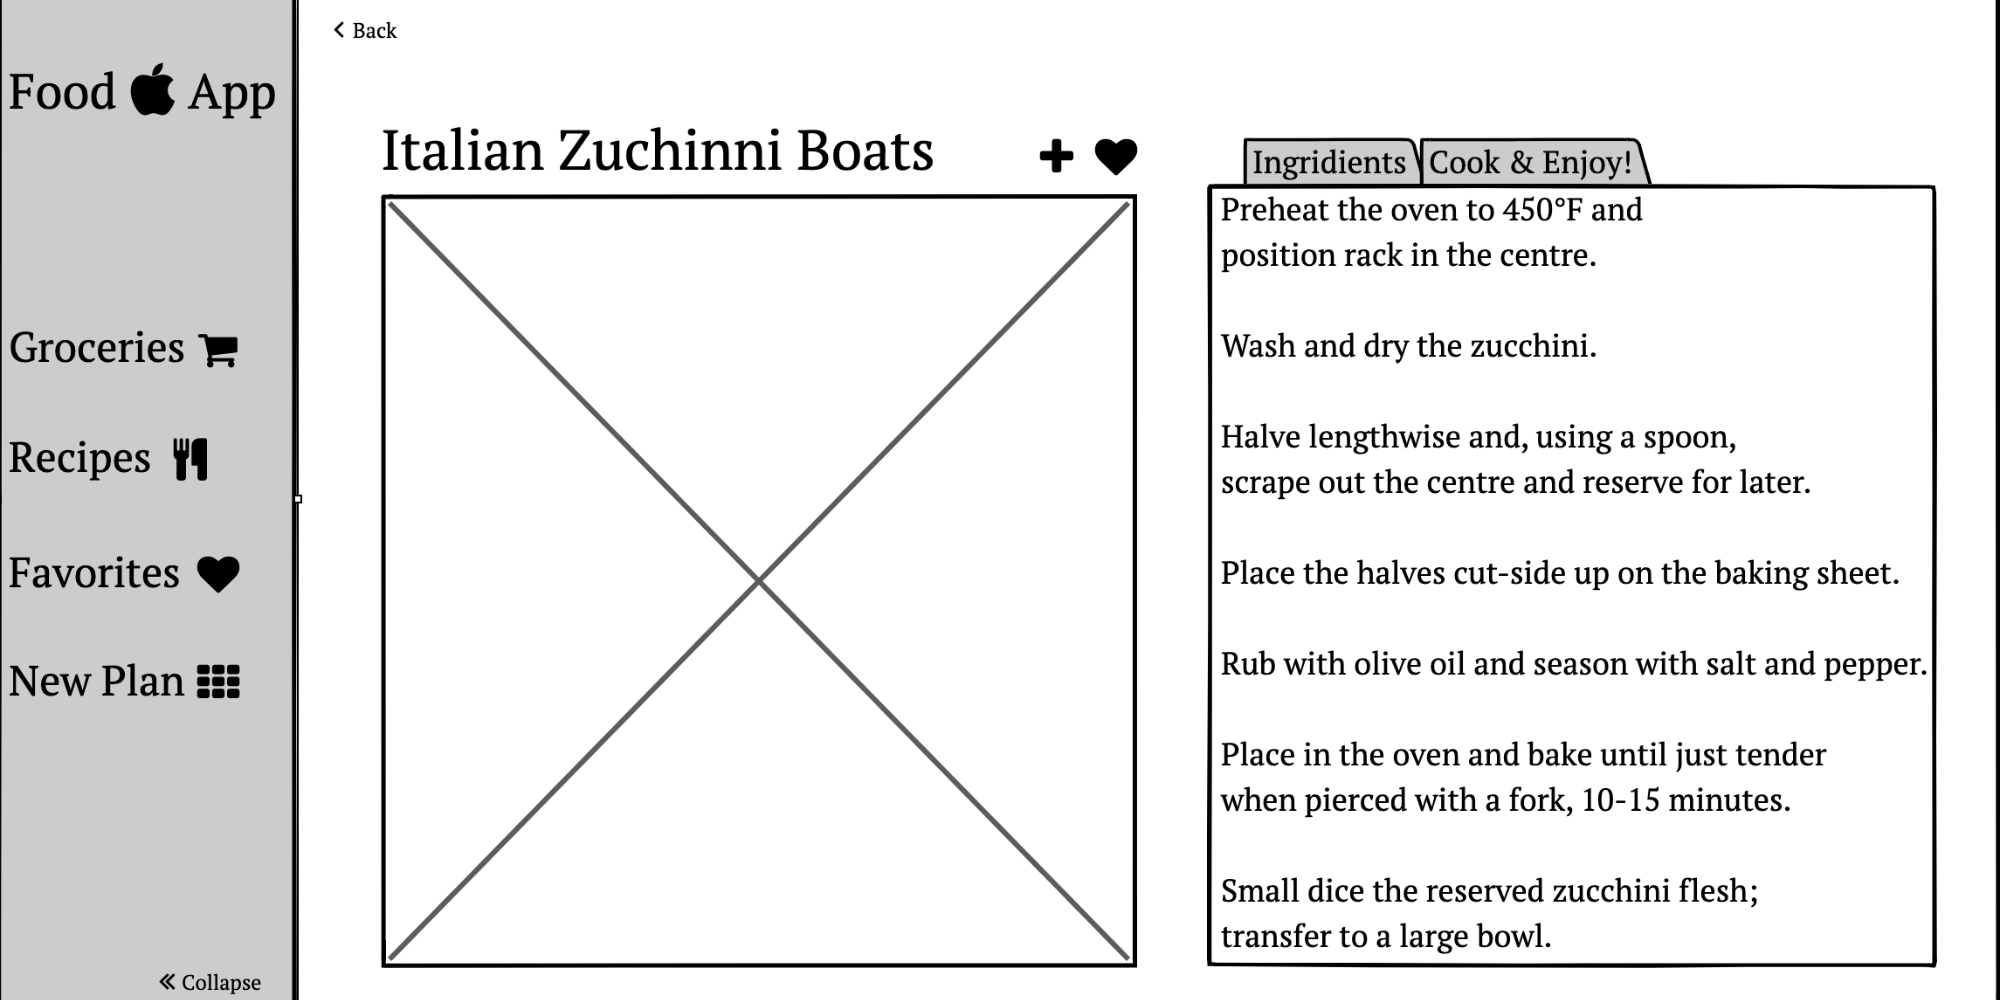 Back
Food App
Italian Zuchinni Boats
Ingridients
Cook & Enjoy!
Preheat the oven to 450°F and
position rack in the centre.
Wash and dry the zucchini.
Halve lengthwise and, using a spoon,
scrape out the centre and reserve for later.
Place the halves cut-side up on the baking sheet.
Rub with olive oil and season with salt and pepper.
Place in the oven and bake until just tender
when pierced with a fork, 10-15 minutes.
Small dice the reserved zucchini flesh;
transfer to a large bowl.
Groceries
Recipes
Favorites
New Plan
Collapse